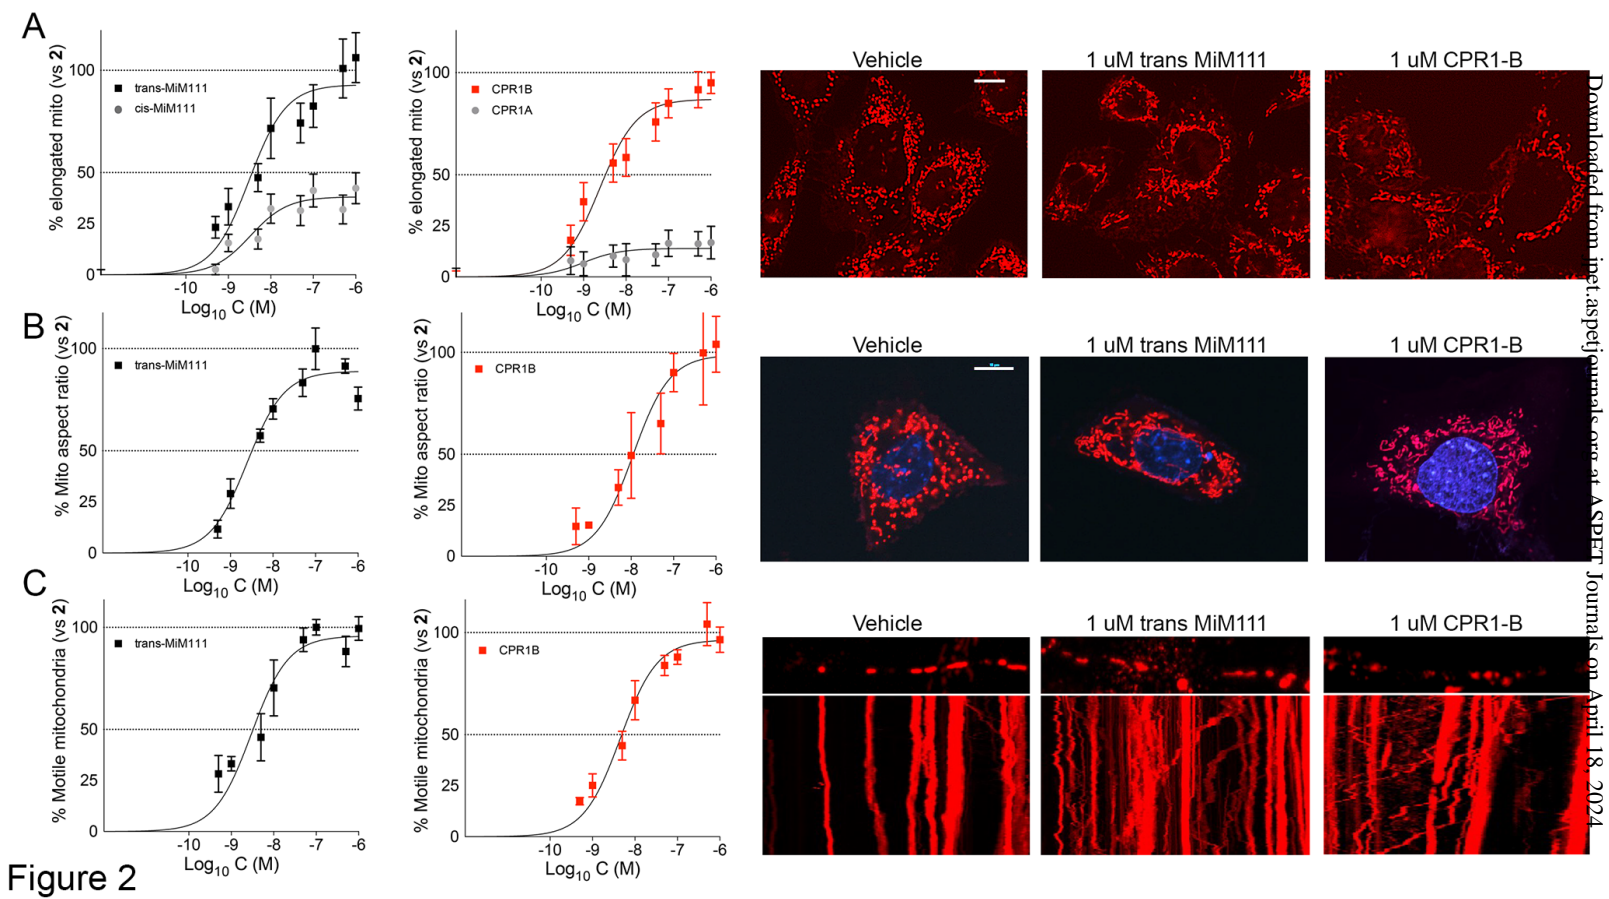 A
% elongated mito (vs 2)
100
50
25
0
trans-MiM111
cis-MiM111
-10 -9 -8 -7 -6
Log10 C (M)
% elongated mito (vs 2)
100
50
25
0
CPR1B
CPR1A
-10 -9 -8 -7 -6
Log10 C (M)
Vehicle
1 uM trans MiM111
1 uM CPR1-B
B
% Mito aspect ratio (vs 2)
100
50
25
0
trans-MiM111
-10 -9 -8 -7 -6
Log10 C (M)
% Mito aspect ratio (vs 2)
100
50
25
0
CPR1B
-10 -9 -8 -7 -6
Log10 C (M)
Vehicle
1 uM trans MiM111
1 uM CPR1-B
C
% Motile mitochondria (vs 2)
100
50
25
0
trans-MiM111
-10 -9 -8 -7 -6
Log10 C (M)
% Motile mitochondria (vs 2)
100
50
25
0
CPR1B
-10 -9 -8 -7 -6
Log10 C (M)
Vehicle
1 uM trans MiM111
1 uM CPR1-B
Figure 2
Downloaded from jpet.aspetjournals.org at ASPET Journals on April 18, 2024